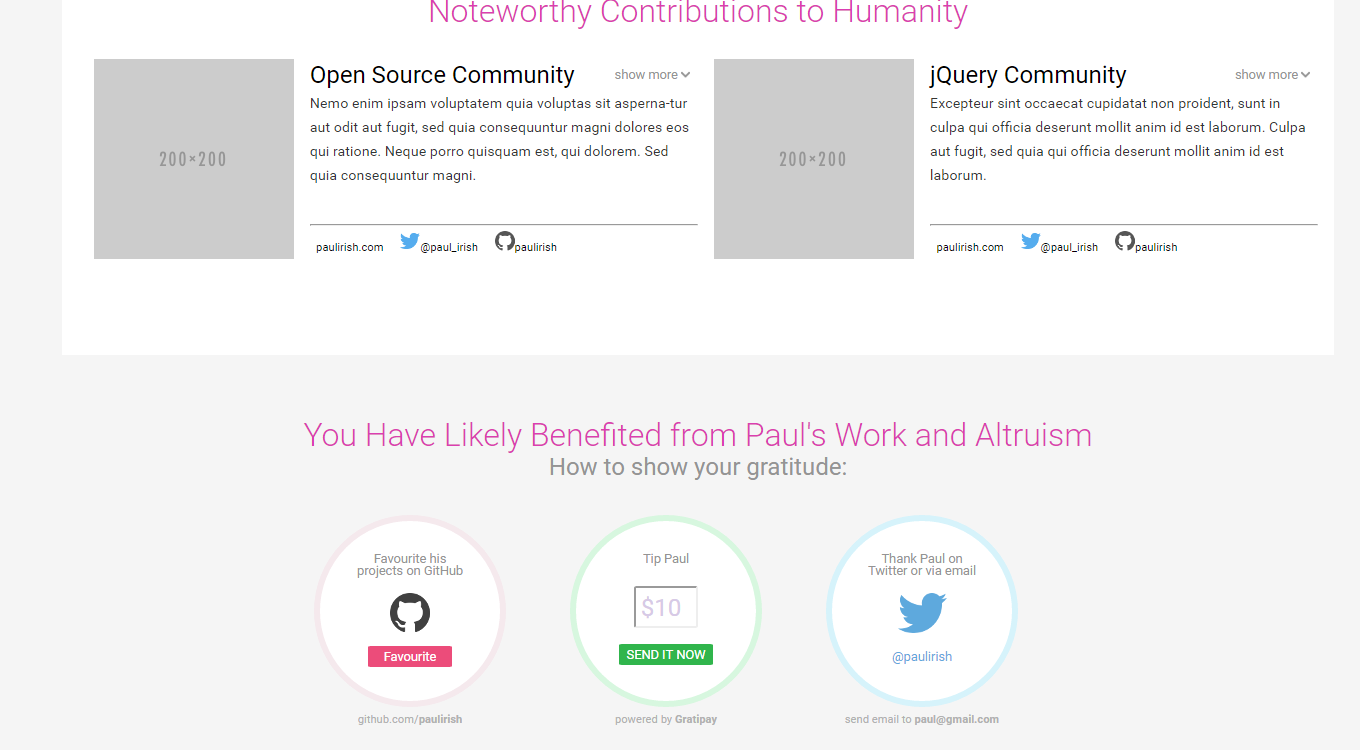 Noteworthy Contributions to Humanity
200×200
Open Source Community
show more
Nemo enim ipsam voluptatem quia voluptas sit asperna-tur
aut odit aut fugit, sed quia consequuntur magni dolores eos
qui ratione. Neque porro quisquam est, qui dolorem. Sed
quia consequuntur magni.
paulirish.com @paul_irish paulirish
200×200
jQuery Community
show more
Excepteur sint occaecat cupidatat non proident, sunt in
culpa qui officia deserunt mollit anim id est laborum. Culpa
aut fugit, sed quia qui officia deserunt mollit anim id est
laborum.
paulirish.com @paul_irish paulirish
You Have Likely Benefited from Paul's Work and Altruism
How to show your gratitude:
Favourite his
projects on GitHub
Favourite
github.com/paulirish
Tip Paul
$10
SEND IT NOW
powered by Gratipay
Thank Paul on
Twitter or via email
@paulirish
send email to paul@gmail.com